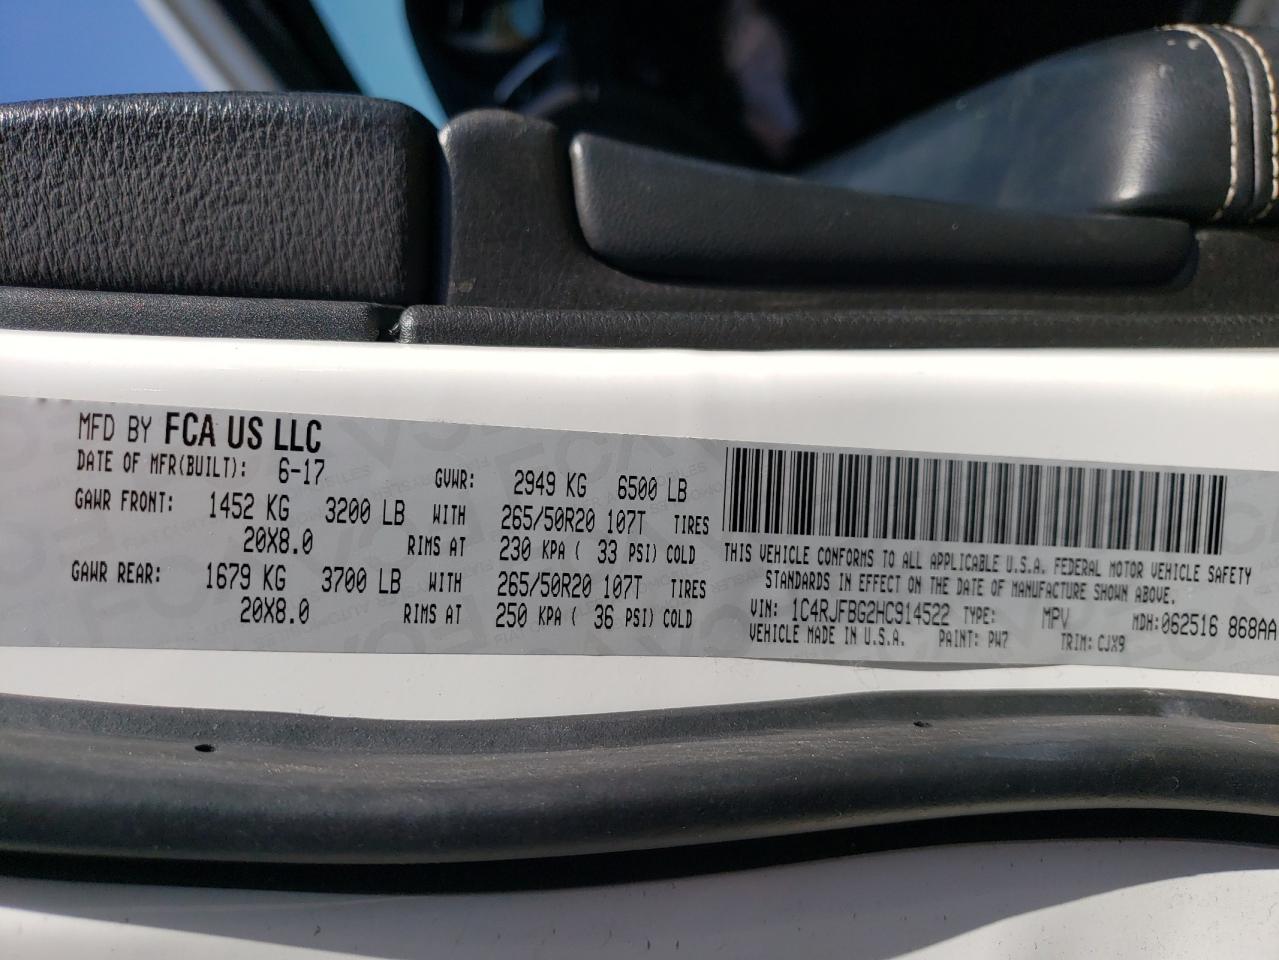 MFD BY FCA US LLC
DATE OF MFR(BUILT): 6-17 GVWR: 2949 KG 6500 LB
GAWR FRONT: 1452 KG 3200 LB WITH 265/50R20 107T TIRES
20X8.0 RIMS AT 230 KPA ( 33 PSI) COLD
GAWR REAR: 1679 KG 3700 LB WITH 265/50R20 107T TIRES
20X8.0 RIMS AT 250 KPA ( 36 PSI) COLD
THIS VEHICLE CONFORMS TO ALL APPLICABLE U.S.A. FEDERAL MOTOR VEHICLE SAFETY
STANDARDS IN EFFECT ON THE DATE OF MANUFACTURE SHOWN ABOVE.
VIN: 1C4RJFBG2HC914522 TYPE: MPV MDH:062516 868AA
VEHICLE MADE IN U.S.A. PAINT: PW7 TRIM: CJX9